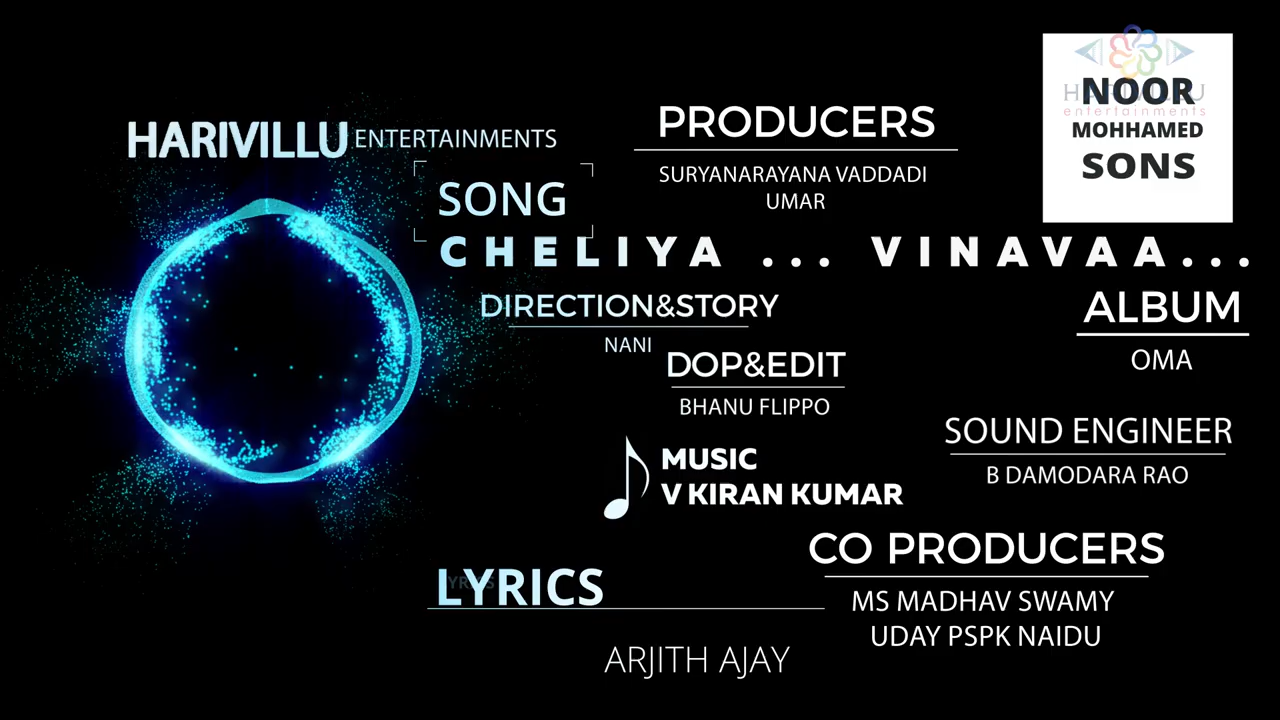 HARIVILLU ENTERTAINMENTS
SONG
CHELIYA ... VINAVAA...
PRODUCERS
SURYANARAYANA VADDADI
UMAR
NOOR
MOHHAMED
SONS
entertainments
DIRECTION&STORY
NANI
ALBUM
OMA
DOP&EDIT
BHANU FLIPPO
SOUND ENGINEER
B DAMODARA RAO
MUSIC
V KIRAN KUMAR
CO PRODUCERS
MS MADHAV SWAMY
UDAY PSPK NAIDU
LYRICS
ARJITH AJAY